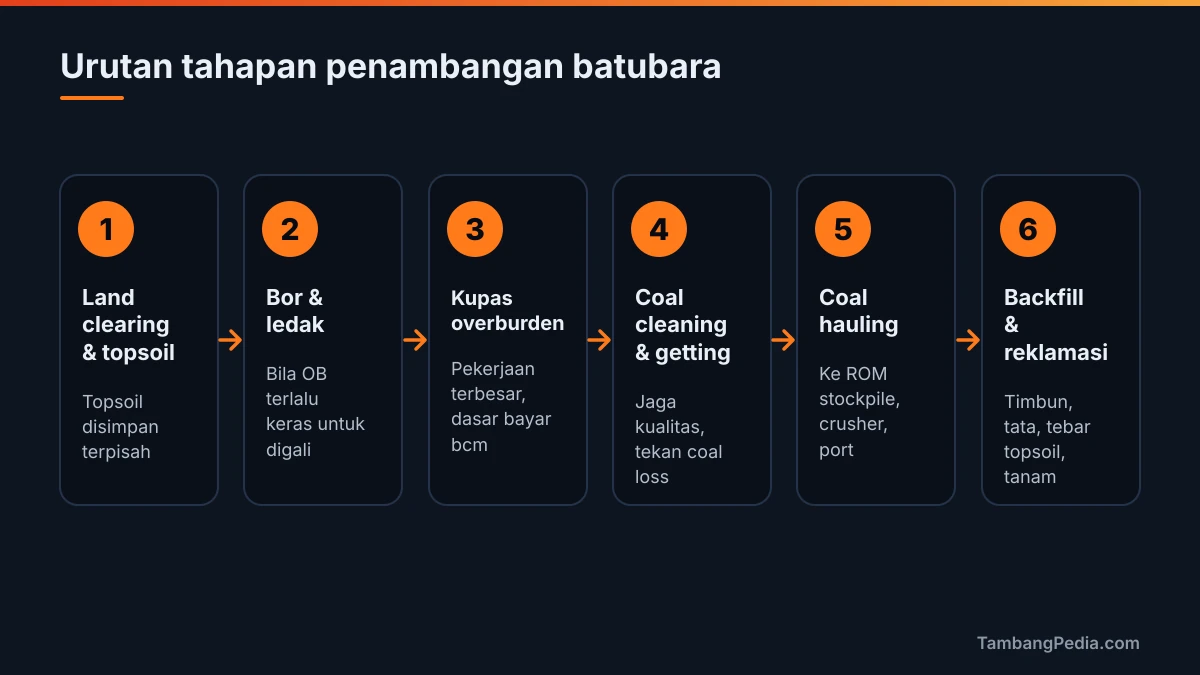 Urutan tahapan penambangan batubara
1
Land
clearing
& topsoil
Topsoil
disimpan
terpisah
2
Bor &
ledak
Bila OB
terlalu
keras untuk
digali
3
Kupas
overburden
Pekerjaan
terbesar,
dasar bayar
bcm
4
Coal
cleaning
& getting
Jaga
kualitas,
tekan coal
loss
5
Coal
hauling
Ke ROM
stockpile,
crusher,
port
6
Backfill
&
reklamasi
Timbun,
tata, tebar
topsoil,
tanam
TambangPedia.com